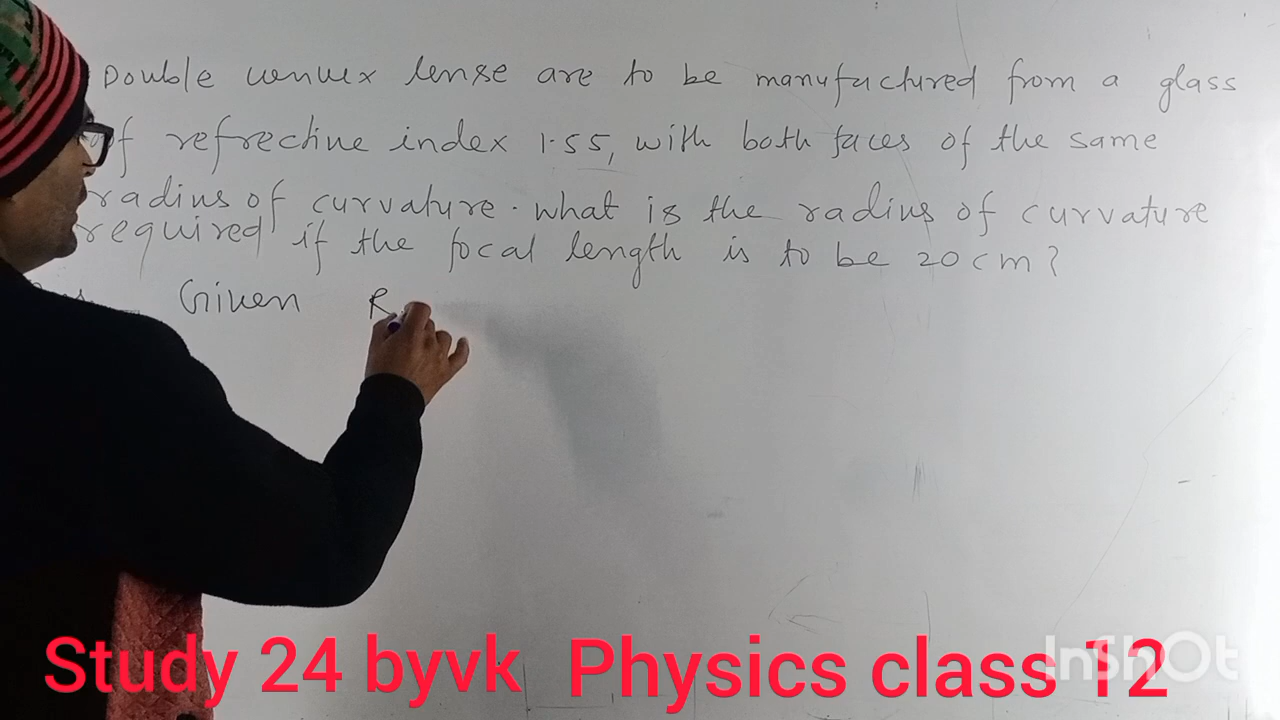 Double convex lense are to be manufactured from a glass
of refrective index 1.55, with both faces of the same
radius of curvature. what is the radius of curvature
required if the focal length is to be 20cm?
Given R
Study 24 byvk Physics class 12
InShOt